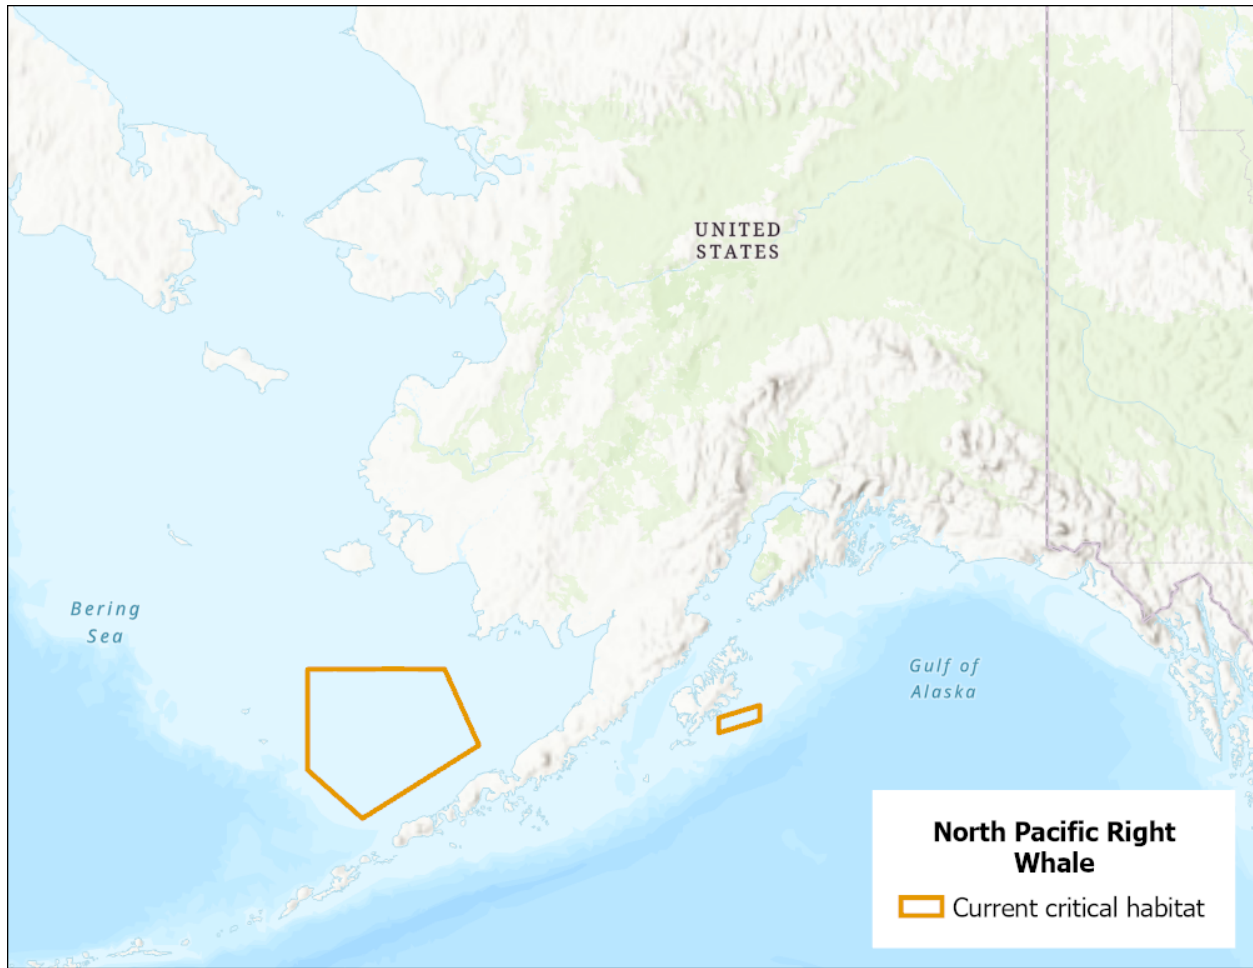 UNITED
STATES
Bering
Sea
Gulf of
Alaska
North Pacific Right
Whale
Current critical habitat